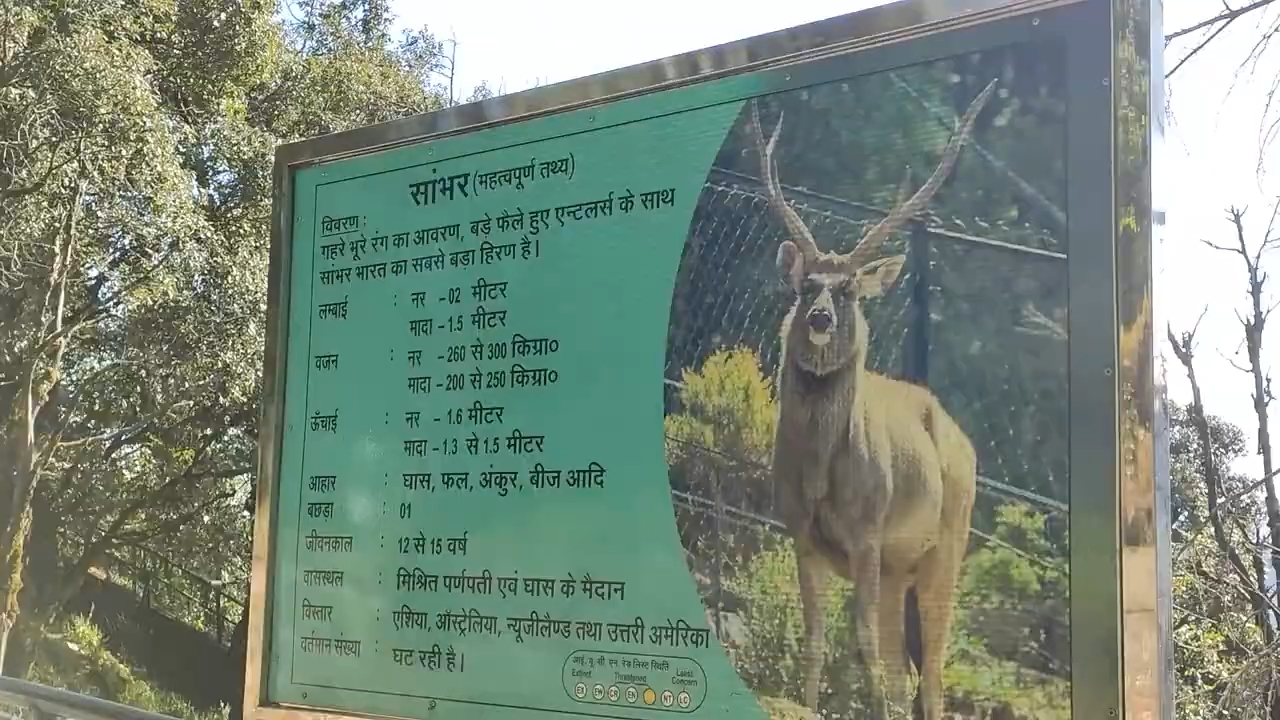 सांभर (महत्वपूर्ण तथ्य)
विवरण :
गहरे भूरे रंग का आवरण, बड़े फैले हुए एन्टलर्स के साथ
सांभर भारत का सबसे बड़ा हिरण है।
लम्बाई : नर - 02 मीटर
मादा - 1.5 मीटर
वजन : नर - 260 से 300 किग्रा०
मादा - 200 से 250 किग्रा०
ऊँचाई : नर - 1.6 मीटर
मादा - 1.3 से 1.5 मीटर
आहार : घास, फल, अंकुर, बीज आदि
बछड़ा : 01
जीवनकाल : 12 से 15 वर्ष
वासस्थल : मिश्रित पर्णपती एवं घास के मैदान
विस्तार : एशिया, ऑस्ट्रेलिया, न्यूजीलैण्ड तथा उत्तरी अमेरिका
वर्तमान संख्या : घट रही है।
आई. यू. सी. एन. रेड लिस्ट स्थिति
Extinct Threatened Least Concern
EX EW CR EN NT LC